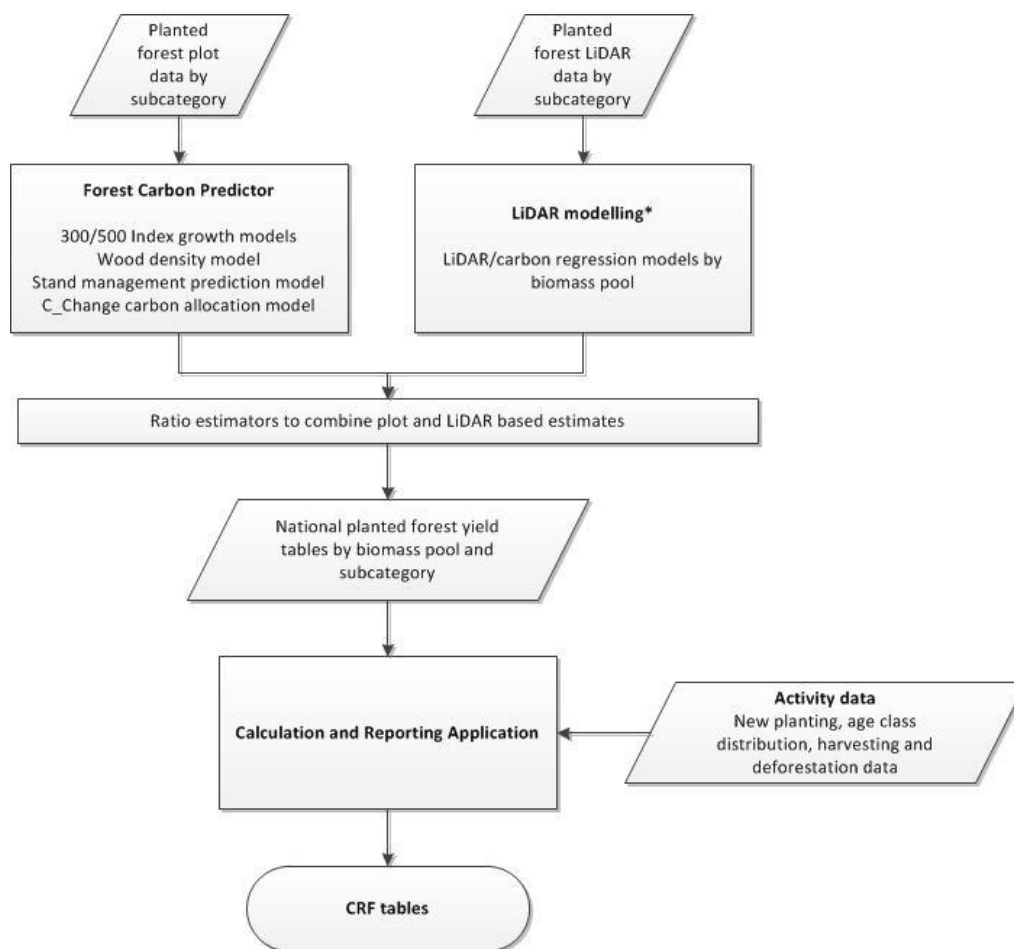 Planted
forest plot
data by
subcategory
Planted
forest LiDAR
data by
subcategory
Forest Carbon Predictor
300/500 Index growth models
Wood density model
Stand management prediction model
C_Change carbon allocation model
LiDAR modelling*
LiDAR/carbon regression models by
biomass pool
Ratio estimators to combine plot and LiDAR based estimates
National planted forest yield
tables by biomass pool and
subcategory
Calculation and Reporting Application
Activity data
New planting, age class
distribution, harvesting and
deforestation data
CRF tables